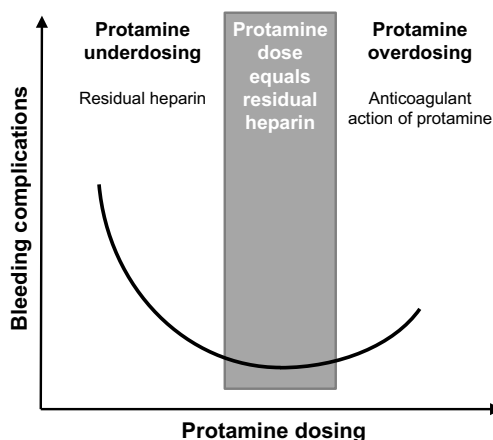 Protamine
underdosing
Residual heparin
Protamine
dose
equals
residual
heparin
Protamine
overdosing
Anticoagulant
action of protamine
Bleeding complications
Protamine dosing